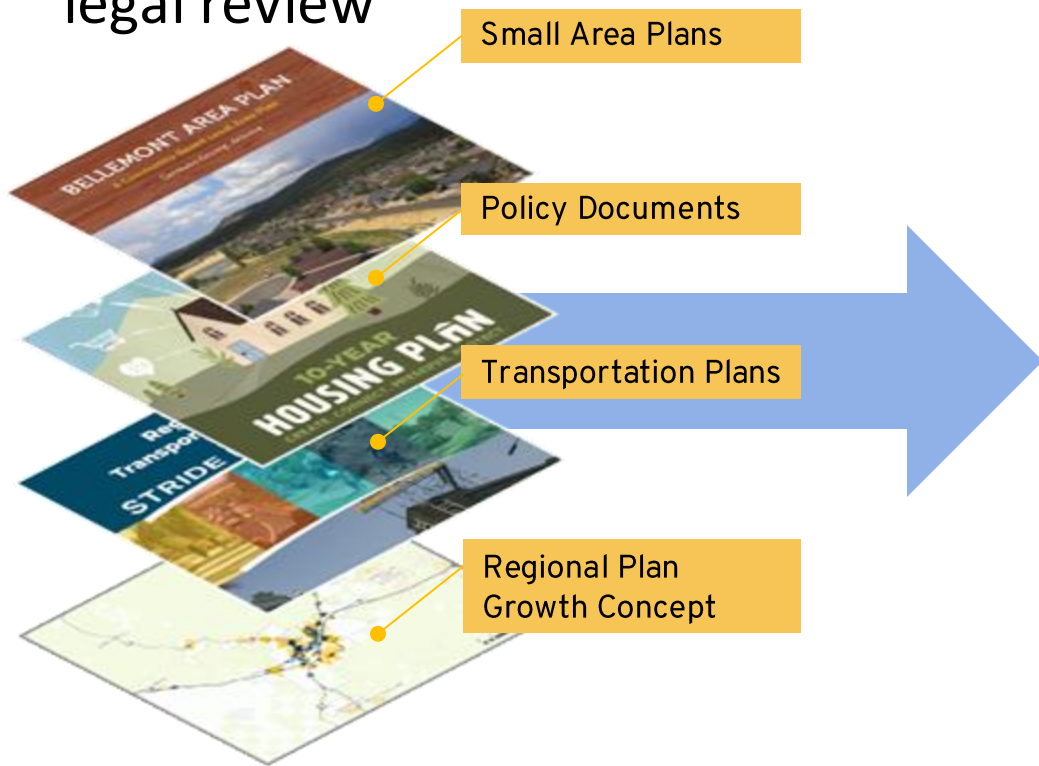 legal review
Small Area Plans
BELLEMONT AREA PLAN
Policy Documents
10-YEAR
HOUSING PLAN
Transportation Plans
STRIDE
Regional Plan
Growth Concept